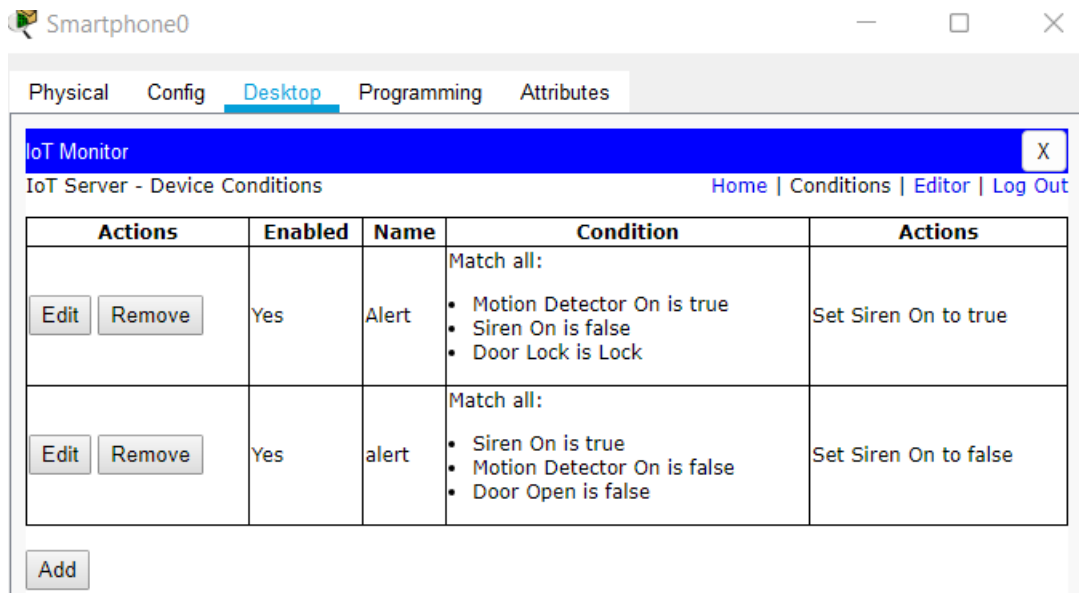 Smartphone0
Physical Config Desktop Programming Attributes
IoT Monitor X
IoT Server - Device Conditions Home | Conditions | Editor | Log Out
Actions Enabled Name Condition Actions
Match all:
• Motion Detector On is true
Edit Remove Yes Alert • Siren On is false Set Siren On to true
• Door Lock is Lock
Match all:
• Siren On is true
Edit Remove Yes alert • Motion Detector On is false Set Siren On to false
• Door Open is false
Add